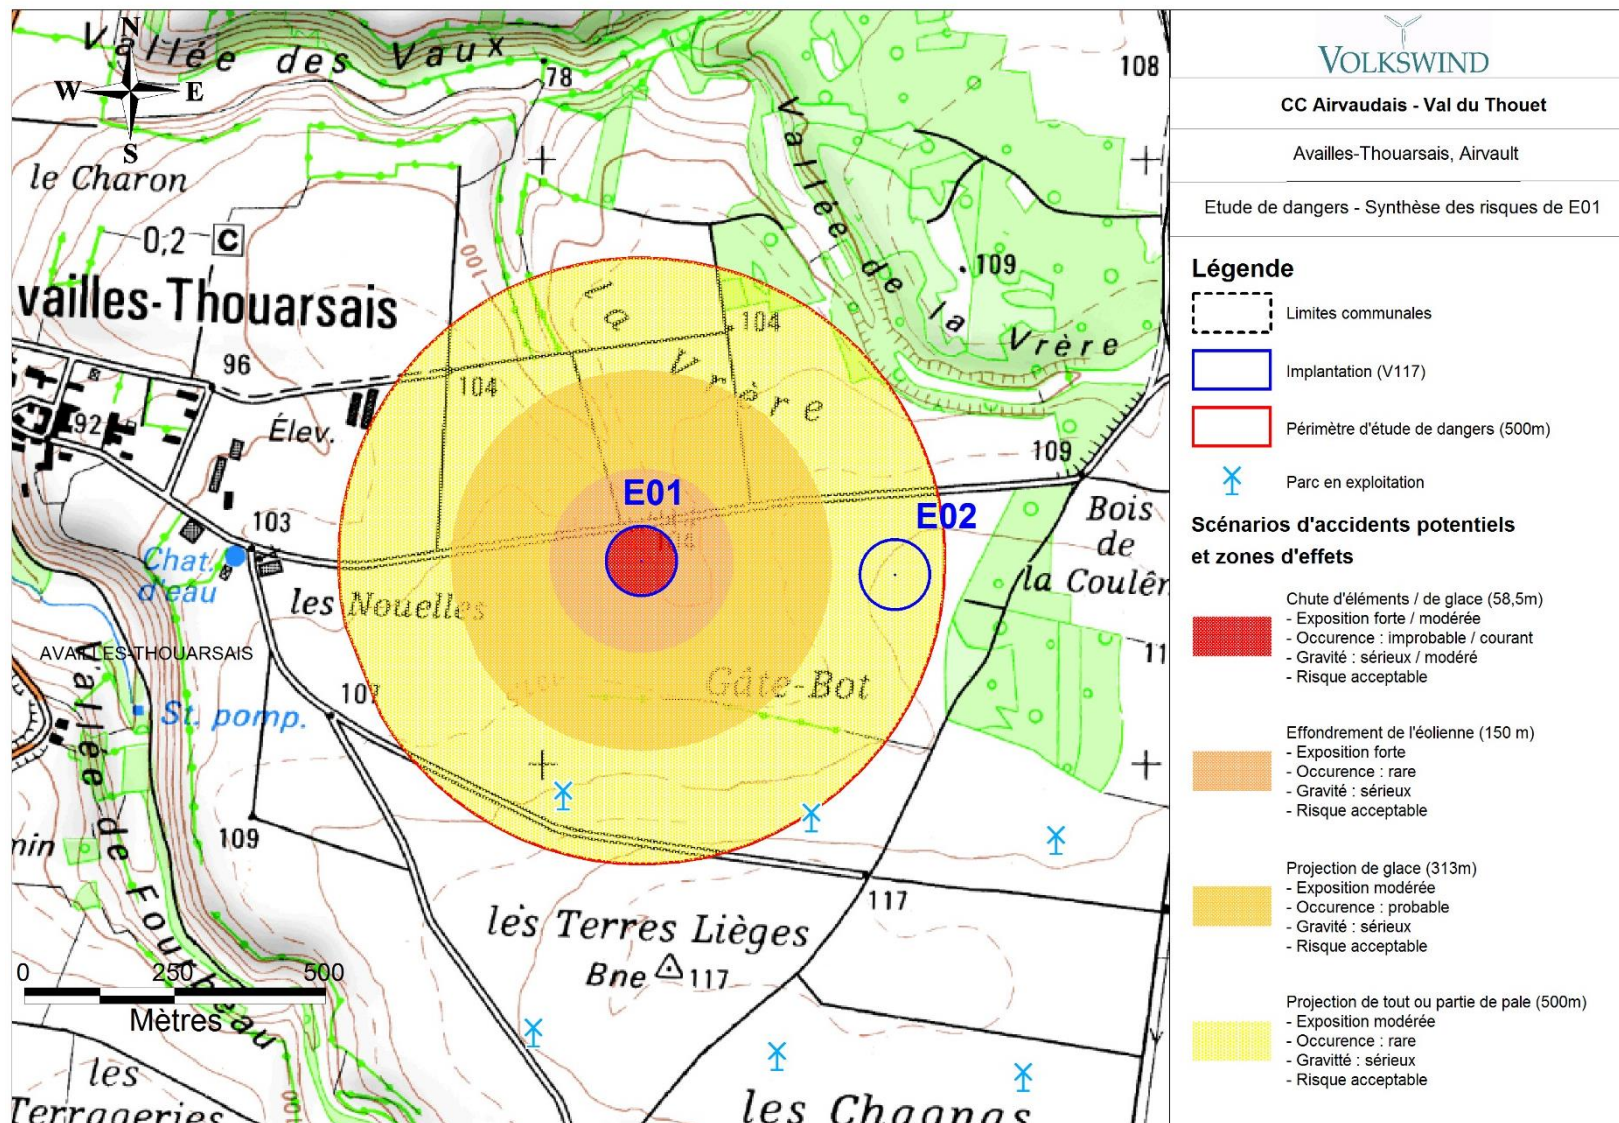 Vallée des Vaux
N
W E
S
78
108
le Charon
0,2 C
100
Vallée de la Vrère
109
vailles-Thouarsais
la Vrère
104
96
104
92
Élev.
109
E01
E02
Bois
de
la Coulêr
103
Chat.
d'eau
les Nouelles
AVAILLES-THOUARSAIS
11
Gâte-Bot
St. pomp.
Vallée de Fourbeau
109
min
117
les Terres Lièges
Bne 117
0 250 500
Mètres
100
les
Terrageries
les Chagnas
VOLKSWIND
CC Airvaudais - Val du Thouet
Availles-Thouarsais, Airvault
Etude de dangers - Synthèse des risques de E01
Légende
Limites communales
Implantation (V117)
Périmètre d'étude de dangers (500m)
Parc en exploitation
Scénarios d'accidents potentiels
et zones d'effets
Chute d'éléments / de glace (58,5m)
- Exposition forte / modérée
- Occurence : improbable / courant
- Gravité : sérieux / modéré
- Risque acceptable
Effondrement de l'éolienne (150 m)
- Exposition forte
- Occurence : rare
- Gravité : sérieux
- Risque acceptable
Projection de glace (313m)
- Exposition modérée
- Occurence : probable
- Gravité : sérieux
- Risque acceptable
Projection de tout ou partie de pale (500m)
- Exposition modérée
- Occurence : rare
- Gravitté : sérieux
- Risque acceptable